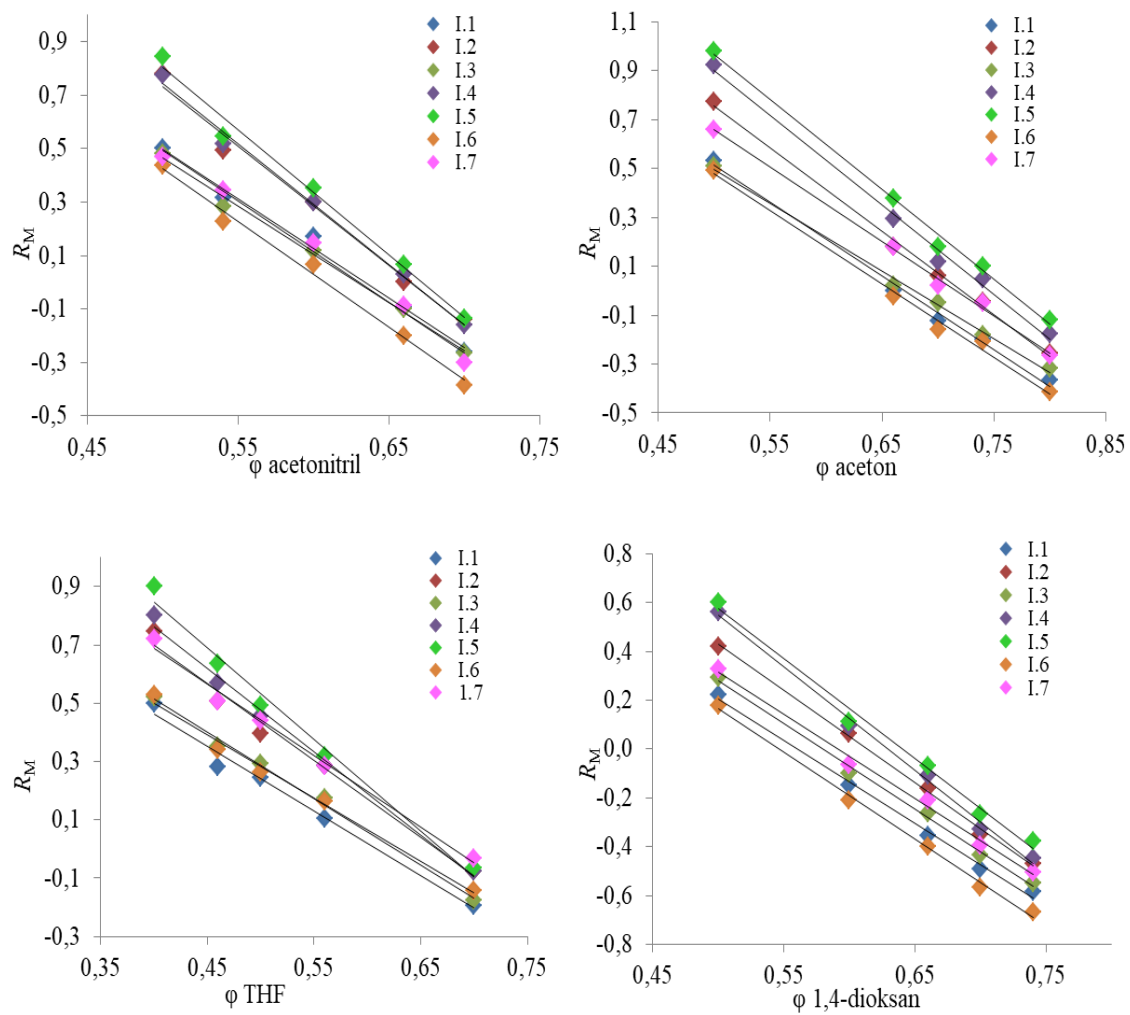 0,9
0,7
0,5
0,3
0,1
-0,1
-0,3
-0,5
0,45
0,55
0,65
0,75
R_M
φ acetonitril
I.1
I.2
I.3
I.4
I.5
I.6
I.7
1,1
0,9
0,7
0,5
0,3
0,1
-0,1
-0,3
-0,5
0,45
0,55
0,65
0,75
0,85
R_M
φ aceton
I.1
I.2
I.3
I.4
I.5
I.6
I.7
0,9
0,7
0,5
0,3
0,1
-0,1
-0,3
0,35
0,45
0,55
0,65
0,75
R_M
φ THF
I.1
I.2
I.3
I.4
I.5
I.6
1.7
0,8
0,6
0,4
0,2
0,0
-0,2
-0,4
-0,6
-0,8
0,45
0,55
0,65
0,75
R_M
φ 1,4-dioksan
I.1
I.2
I.3
I.4
I.5
I.6
I.7